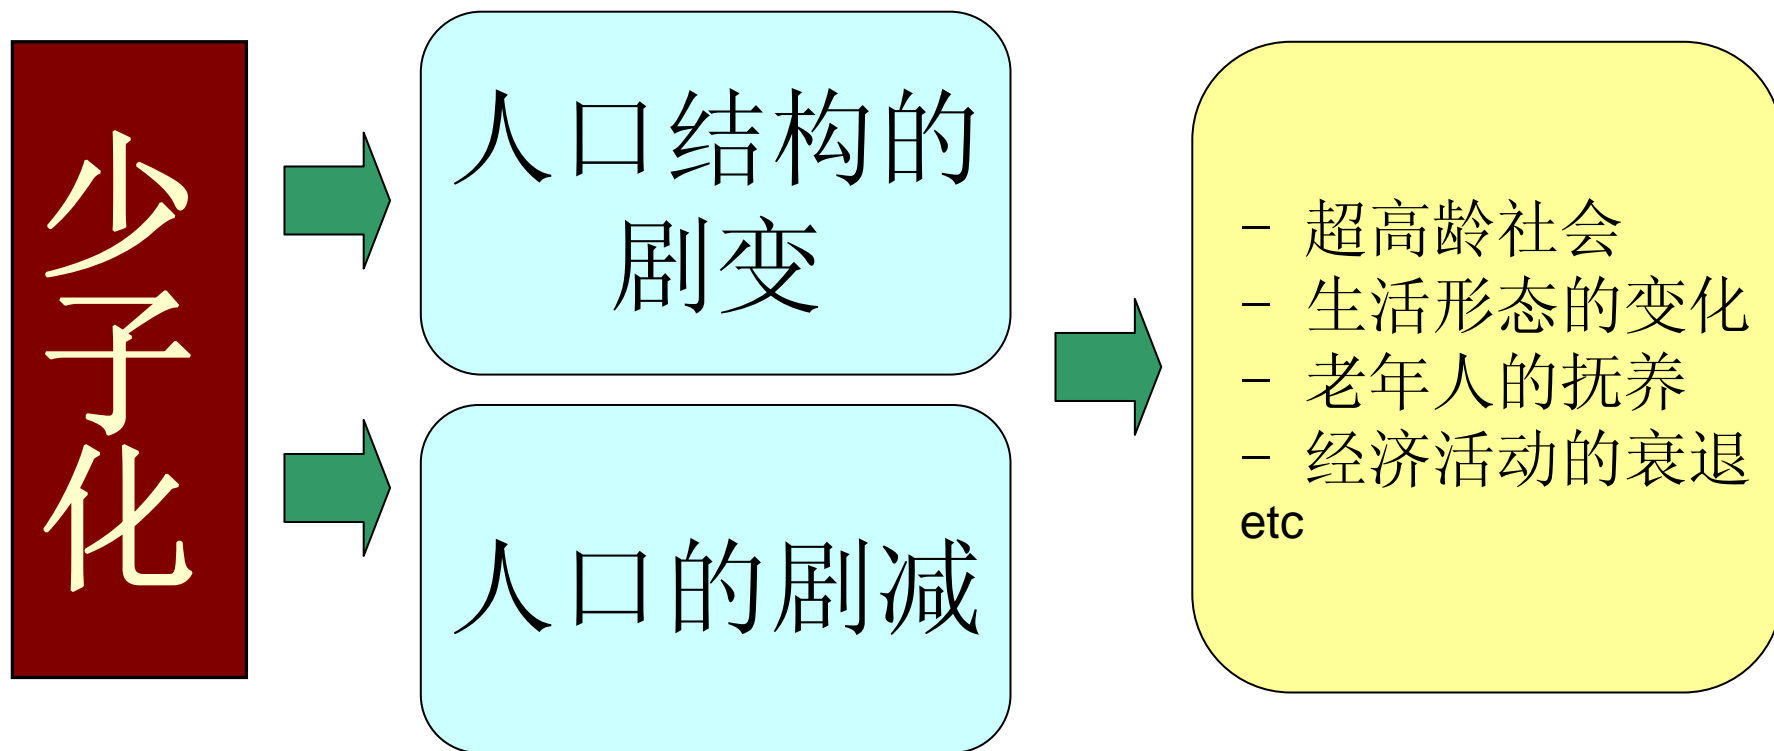 少子化
人口结构的
剧变
人口的剧减
- 超高龄社会
- 生活形态的变化
- 老年人的抚养
- 经济活动的衰退
etc